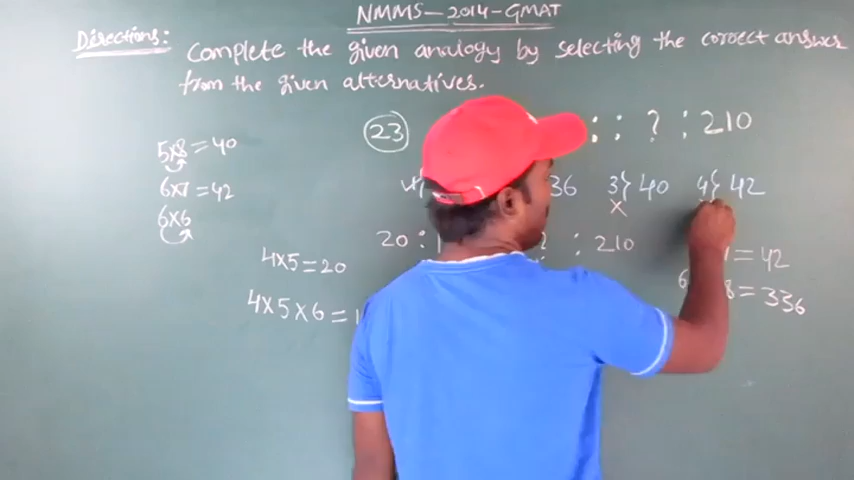 NMMS-2014-GMAT
Directions: Complete the given analogy by selecting the correct answer
from the given alternatives.
23 : : ? : 210
5x8=40
6x7=42
6x6
36 3} 40 4} 42
X
20 : ? : 210
4x5=20 = 42
4x5x6= 8= 336